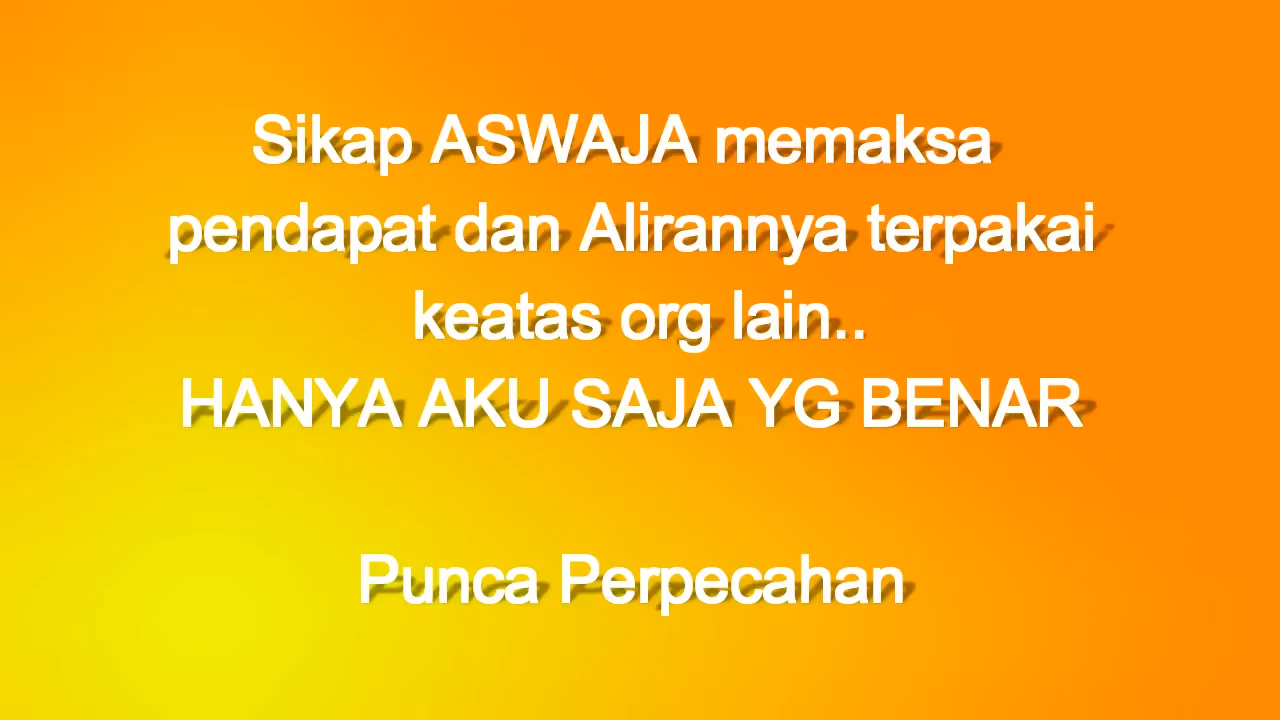 Sikap ASWAJA memaksa
pendapat dan Alirannya terpakai
keatas org lain..
HANYA AKU SAJA YG BENAR
Punca Perpecahan